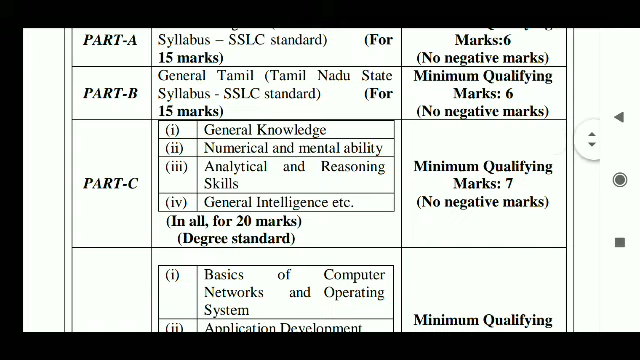 PART-A
Syllabus – SSLC standard) (For
15 marks)
Marks:6
(No negative marks)
PART-B
General Tamil (Tamil Nadu State
Syllabus - SSLC standard) (For
15 marks)
Minimum Qualifying
Marks: 6
(No negative marks)
PART-C
(i) General Knowledge
(ii) Numerical and mental ability
(iii) Analytical and Reasoning
Skills
(iv) General Intelligence etc.
(In all, for 20 marks)
(Degree standard)
Minimum Qualifying
Marks: 7
(No negative marks)
(i) Basics of Computer
Networks and Operating
System
(ii) Application Development
Minimum Qualifying